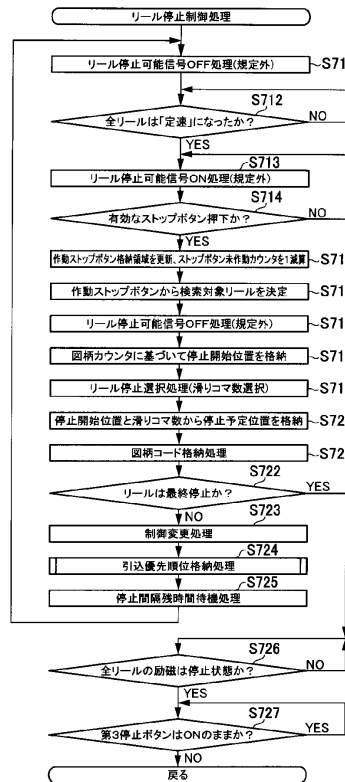 リール停止制御処理
リール停止可能信号OFF処理(規定外)
S71
S712
全リールは「定速」になったか?
NO
YES
S713
リール停止可能信号ON処理(規定外)
S714
有効なストップボタン押下か?
NO
YES
作動ストップボタン格納領域を更新、ストップボタン未作動カウンタを1減算
S71
作動ストップボタンから検索対象リールを決定
S71
リール停止可能信号OFF処理(規定外)
S71
図柄カウンタに基づいて停止開始位置を格納
S71
リール停止選択処理(滑りコマ数選択)
S71
停止開始位置と滑りコマ数から停止予定位置を格納
S72
図柄コード格納処理
S72
S722
リールは最終停止か?
YES
NO
S723
制御変更処理
S724
引込優先順位格納処理
S725
停止間隔残時間待機処理
S726
全リールの励磁は停止状態か?
NO
YES
S727
第3停止ボタンはONのままか?
YES
NO
戻る